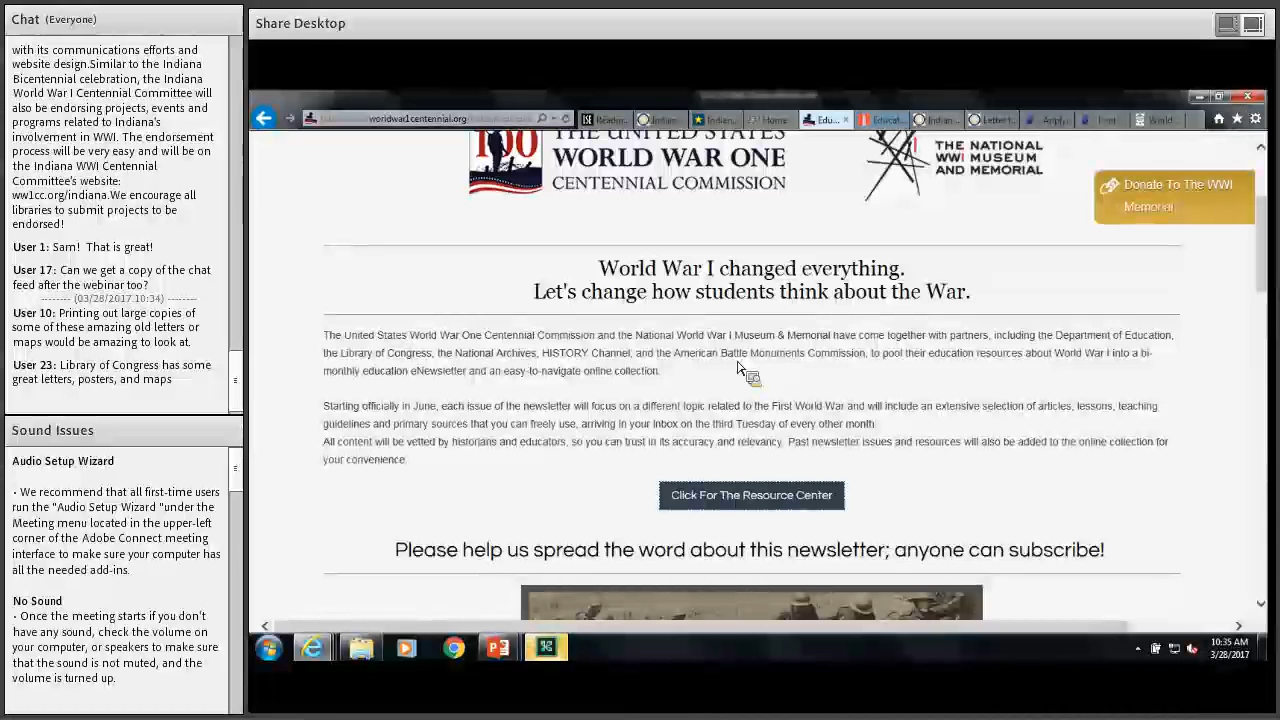 Chat (Everyone)
with its communications efforts and
website design.Similar to the Indiana
Bicentennial celebration, the Indiana
World War I Centennial Committee will
also be endorsing projects, events and
programs related to Indiana's
involvement in WWI. The endorsement
process will be very easy and will be on
the Indiana WWI Centennial
Committee's website:
ww1cc.org/indiana.We encourage all
libraries to submit projects to be
endorsed!
User 1: Sam! That is great!
User 17: Can we get a copy of the chat
feed after the webinar too?
-------- (03/28/2017 10:34) --------
User 10: Printing out large copies of
some of these amazing old letters or
maps would be amazing to look at.
User 23: Library of Congress has some
great letters, posters, and maps
Sound Issues
Audio Setup Wizard
• We recommend that all first-time users
run the "Audio Setup Wizard "under the
Meeting menu located in the upper-left
corner of the Adobe Connect meeting
interface to make sure your computer has
all the needed add-ins.
No Sound
• Once the meeting starts if you don't
have any sound, check the volume on
your computer, or speakers to make sure
that the sound is not muted, and the
volume is turned up.
Share Desktop
worldwar1centennial.org
Indian...
Home
Edu...
Educat...
Indian...
Letter t...
World...
100
THE UNITED STATES
WORLD WAR ONE
CENTENNIAL COMMISSION
THE NATIONAL
WWI MUSEUM
AND MEMORIAL
Donate To The WWI
Memorial
World War I changed everything.
Let's change how students think about the War.
The United States World War One Centennial Commission and the National World War I Museum & Memorial have come together with partners, including the Department of Education,
the Library of Congress, the National Archives, HISTORY Channel, and the American Battle Monuments Commission, to pool their education resources about World War I into a bi-
monthly education eNewsletter and an easy-to-navigate online collection.
Starting officially in June, each issue of the newsletter will focus on a different topic related to the First World War and will include an extensive selection of articles, lessons, teaching
guidelines and primary sources that you can freely use, arriving in your Inbox on the third Tuesday of every other month.
All content will be vetted by historians and educators, so you can trust in its accuracy and relevancy. Past newsletter issues and resources will also be added to the online collection for
your convenience.
Click For The Resource Center
Please help us spread the word about this newsletter; anyone can subscribe!
10:35 AM
3/28/2017